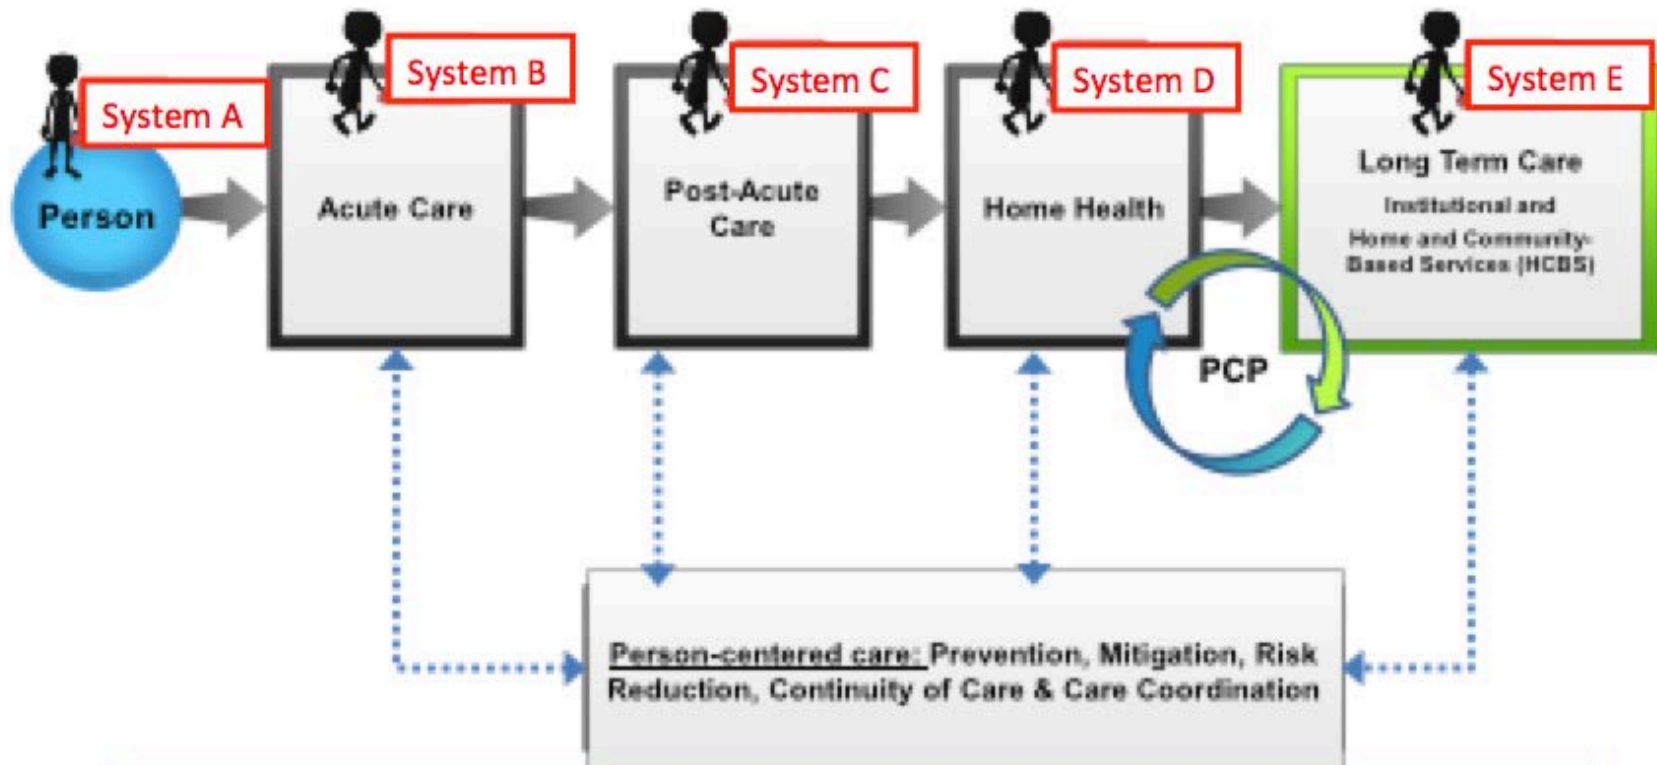 System A
System B
System C
System D
System E
Person
Acute Care
Post-Acute
Care
Home Health
Long Term Care
Institutional and
Home and Community-
Based Services (HCBS)
PCP
Person-centered care: Prevention, Mitigation, Risk
Reduction, Continuity of Care & Care Coordination